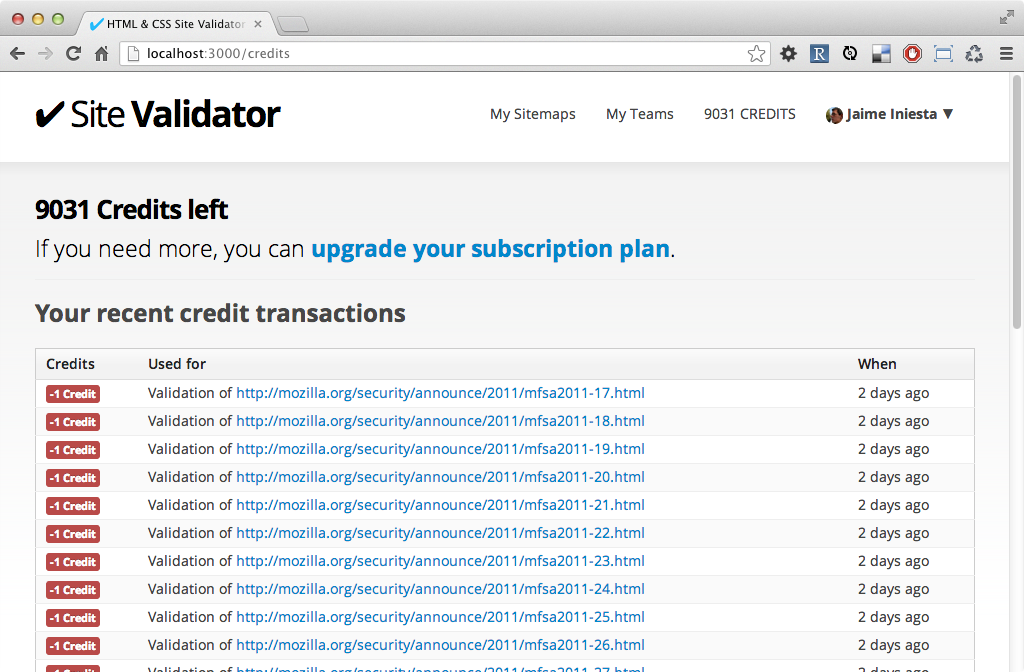 HTML & CSS Site Validator
localhost:3000/credits
R
✔ Site Validator
My Sitemaps
My Teams
9031 CREDITS
Jaime Iniesta ▼
9031 Credits left
If you need more, you can upgrade your subscription plan.
Your recent credit transactions
Credits Used for When
-1 Credit Validation of http://mozilla.org/security/announce/2011/mfsa2011-17.html 2 days ago
-1 Credit Validation of http://mozilla.org/security/announce/2011/mfsa2011-18.html 2 days ago
-1 Credit Validation of http://mozilla.org/security/announce/2011/mfsa2011-19.html 2 days ago
-1 Credit Validation of http://mozilla.org/security/announce/2011/mfsa2011-20.html 2 days ago
-1 Credit Validation of http://mozilla.org/security/announce/2011/mfsa2011-21.html 2 days ago
-1 Credit Validation of http://mozilla.org/security/announce/2011/mfsa2011-22.html 2 days ago
-1 Credit Validation of http://mozilla.org/security/announce/2011/mfsa2011-23.html 2 days ago
-1 Credit Validation of http://mozilla.org/security/announce/2011/mfsa2011-24.html 2 days ago
-1 Credit Validation of http://mozilla.org/security/announce/2011/mfsa2011-25.html 2 days ago
-1 Credit Validation of http://mozilla.org/security/announce/2011/mfsa2011-26.html 2 days ago
Validation of http://mozilla.org/security/announce/2011/mfsa2011-27.html 2 days ago